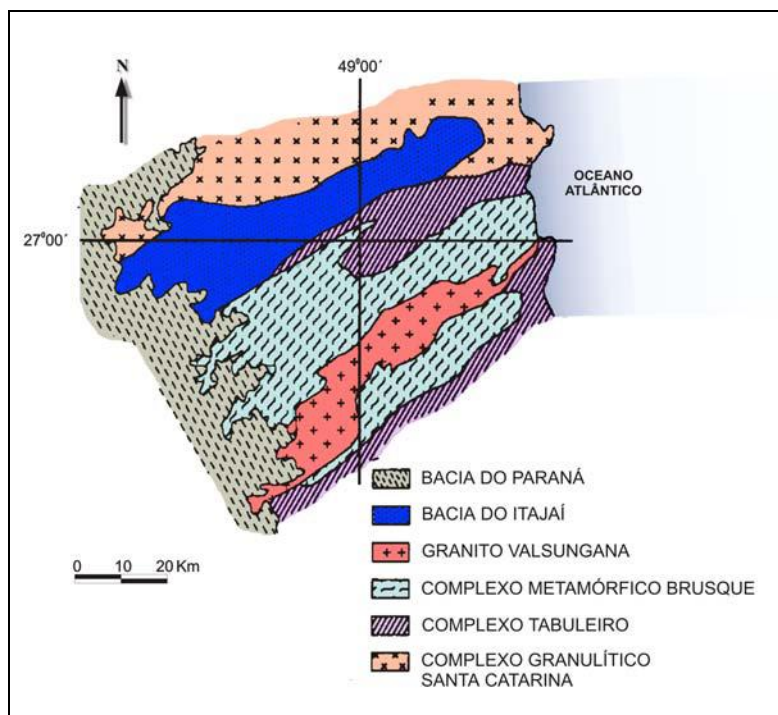 N
49°00´
OCEANO
ATLÂNTICO
27°00´
BACIA DO PARANÁ
BACIA DO ITAJAÍ
GRANITO VALSUNGANA
COMPLEXO METAMÓRFICO BRUSQUE
COMPLEXO TABULEIRO
COMPLEXO GRANULÍTICO
SANTA CATARINA
0 10 20 Km